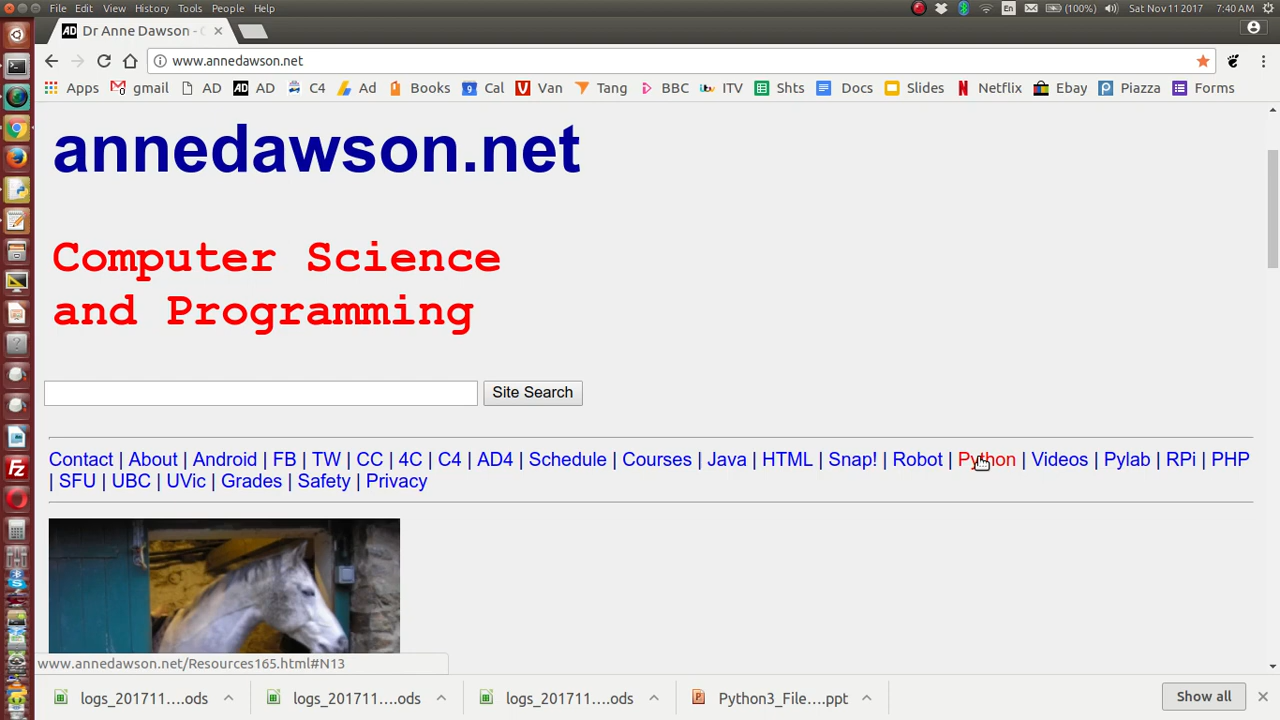 File Edit View History Tools People Help
En (100%) Sat Nov 11 2017 7:40 AM
AD Dr Anne Dawson -
www.annedawson.net
Apps gmail AD AD AD C4 Ad Books 9 Cal V Van Tang BBC ITV Shts Docs Slides Netflix Ebay Piazza Forms
annedawson.net
Computer Science
and Programming
Site Search
Contact | About | Android | FB | TW | CC | 4C | C4 | AD4 | Schedule | Courses | Java | HTML | Snap! | Robot | Python | Videos | Pylab | RPi | PHP
| SFU | UBC | UVic | Grades | Safety | Privacy
www.annedawson.net/Resources165.html#N13
logs_201711....ods logs_201711....ods logs_201711....ods Python3_File....ppt Show all